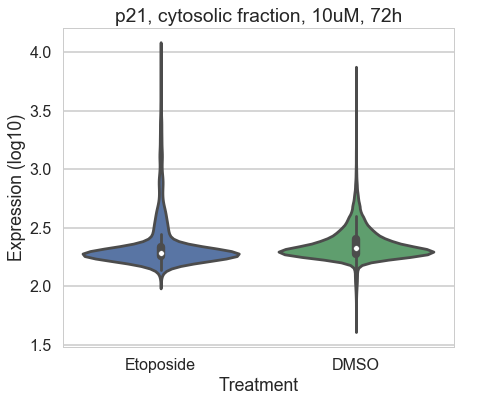 p21, cytosolic fraction, 10uM, 72h
Expression (log10)
4.0
3.5
3.0
2.5
2.0
1.5
Etoposide
DMSO
Treatment